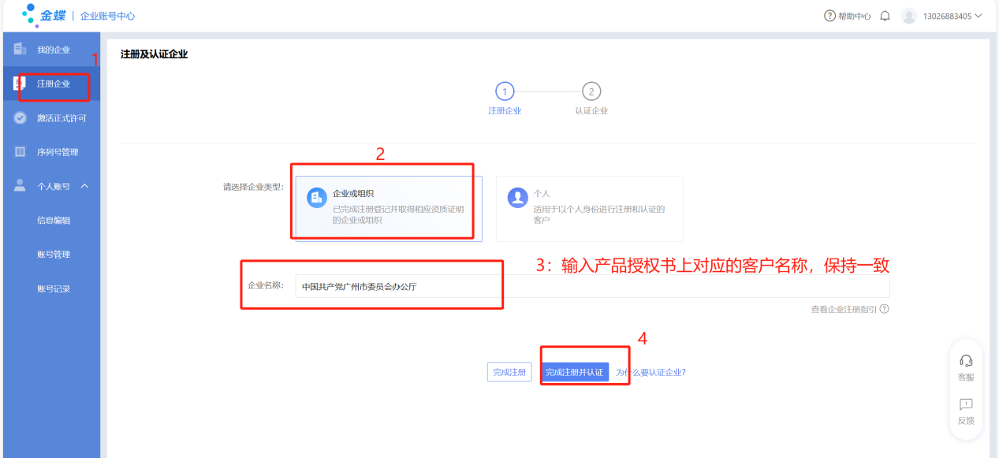 金蝶 | 企业账号中心
帮助中心
13026883405
我的企业
1
注册企业
激活正式许可
序列号管理
个人账号
信息编辑
账号管理
账号记录
注册及认证企业
1
2
注册企业
认证企业
2
请选择企业类型:
企业或组织
已完成注册登记并取得相应资质证明
的企业或组织
个人
适用于以个人身份进行注册和认证的
客户
3：输入产品授权书上对应的客户名称，保持一致
企业名称:
中国共产党广州市委员会办公厅
查看企业注册指引
4
完成注册
完成注册并认证
为什么要认证企业?
客服
反馈